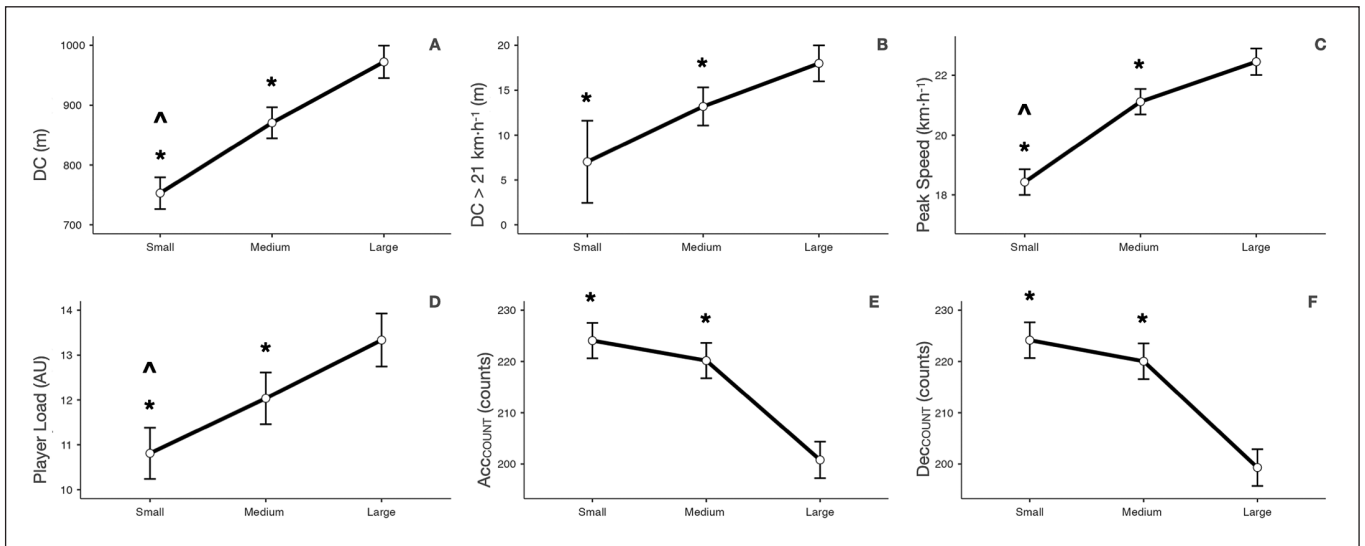 A
DC (m)
1000
900
800
700
^
*
*
Small
Medium
Large
B
DC > 21 km·h⁻¹ (m)
20
15
10
5
0
*
*
Small
Medium
Large
C
Peak Speed (km·h⁻¹)
22
20
18
^
*
*
Small
Medium
Large
D
Player Load (AU)
14
13
12
11
10
^
*
*
Small
Medium
Large
E
AccCOUNT (counts)
230
220
210
200
*
*
Small
Medium
Large
F
DecCOUNT (counts)
230
220
210
200
*
*
Small
Medium
Large